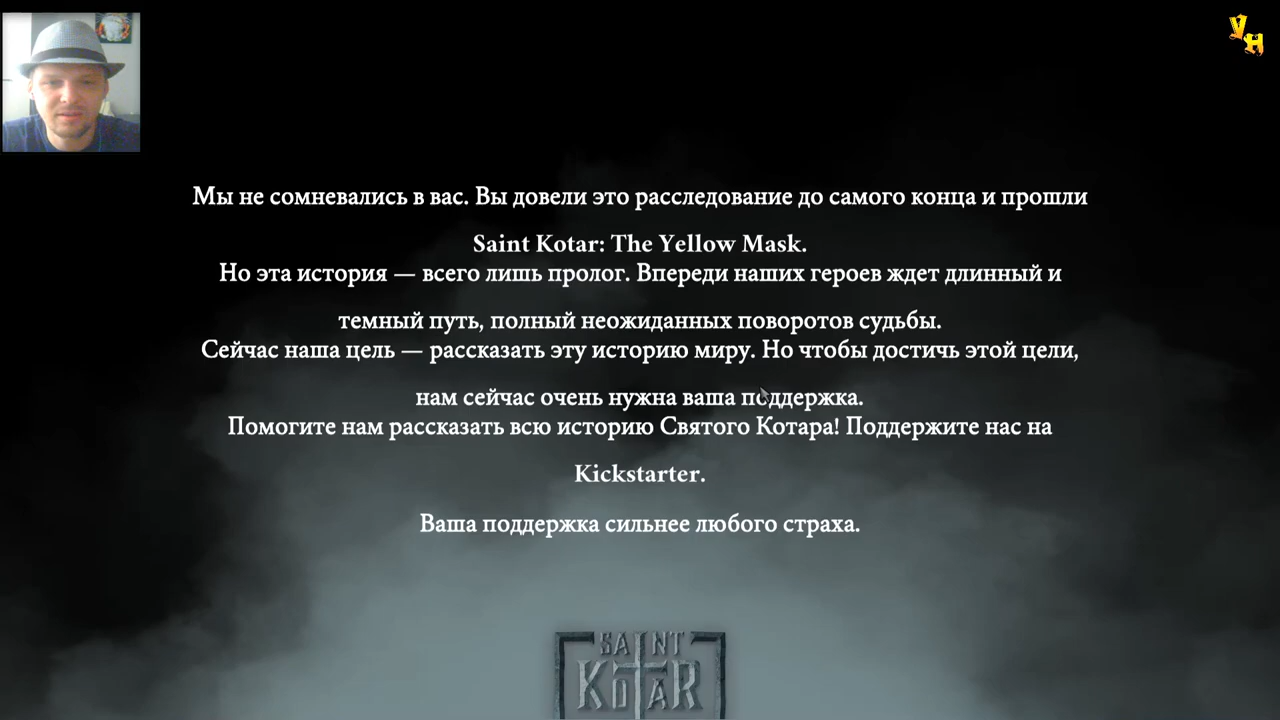 УН
Мы не сомневались в вас. Вы довели это расследование до самого конца и прошли
Saint Kotar: The Yellow Mask.
Но эта история — всего лишь пролог. Впереди наших героев ждет длинный и
темный путь, полный неожиданных поворотов судьбы.
Сейчас наша цель — рассказать эту историю миру. Но чтобы достичь этой цели,
нам сейчас очень нужна ваша поддержка.
Помогите нам рассказать всю историю Святого Котара! Поддержите нас на
Kickstarter.
Ваша поддержка сильнее любого страха.
SAINT
KOTAR